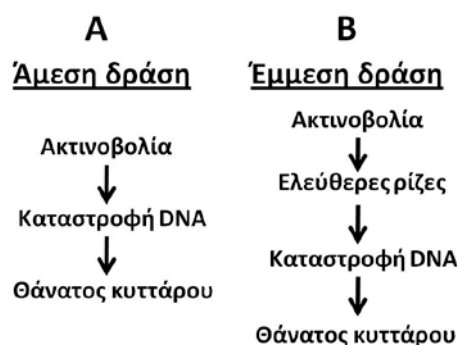 Α
Άμεση δράση
Ακτινοβολία
Καταστροφή DNA
Θάνατος κυττάρου
Β
Έμμεση δράση
Ακτινοβολία
Ελεύθερες ρίζες
Καταστροφή DNA
Θάνατος κυττάρου